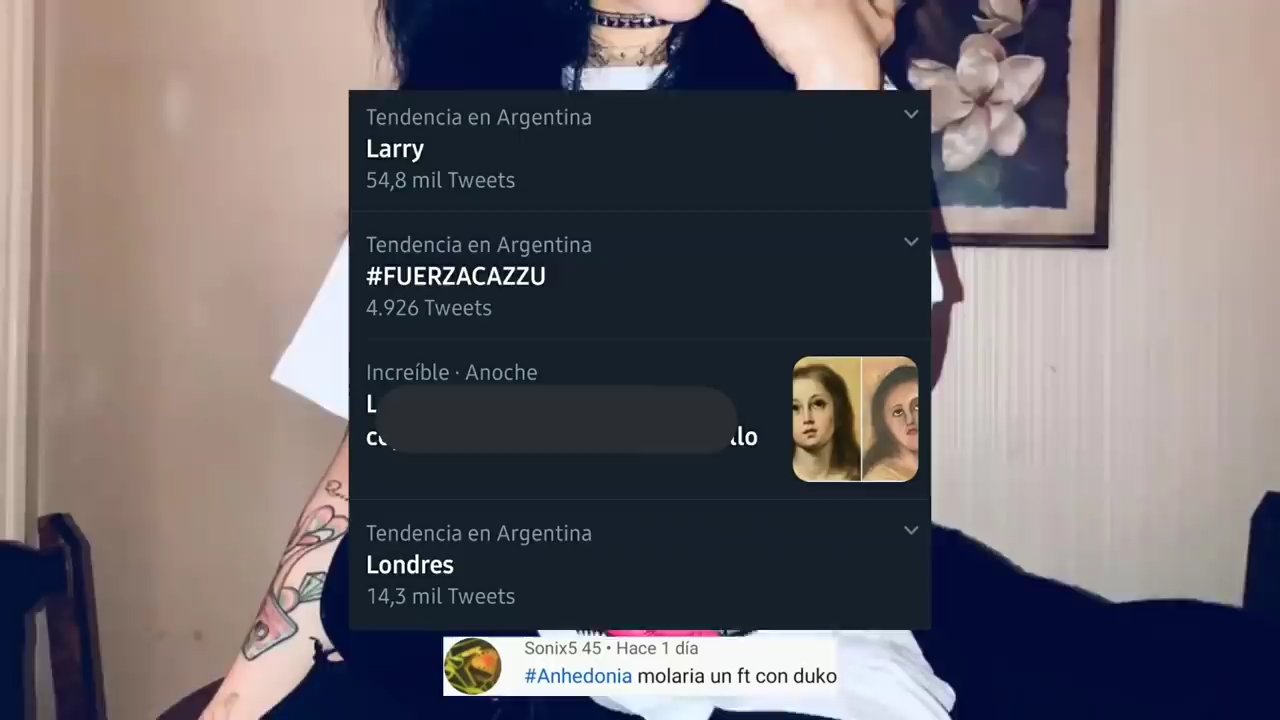 Tendencia en Argentina
Larry
54,8 mil Tweets
Tendencia en Argentina
#FUERZACAZZU
4.926 Tweets
Increíble · Anoche
Tendencia en Argentina
Londres
14,3 mil Tweets
Sonix5 45 • Hace 1 día
#Anhedonia molaria un ft con duko